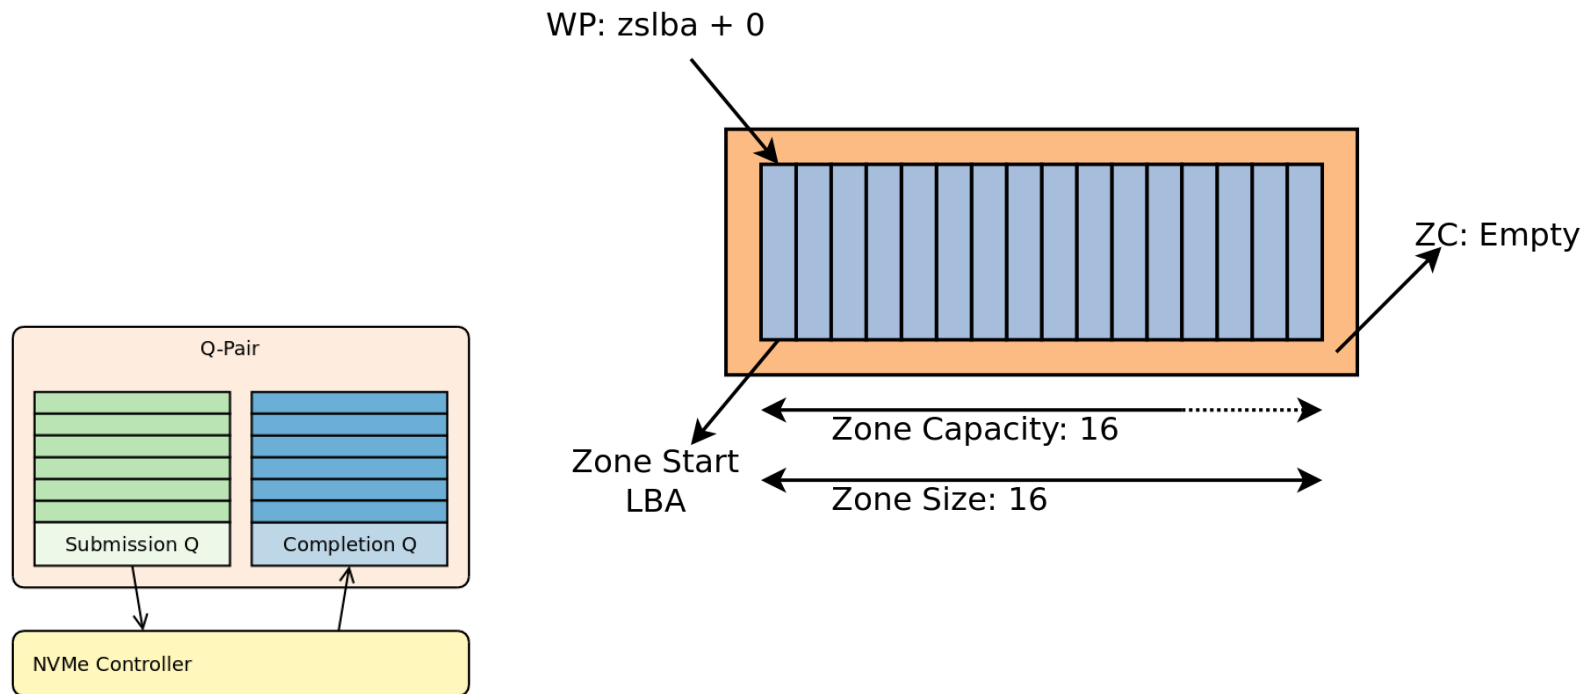 WP: zslba + 0
ZC: Empty
Zone Capacity: 16
Zone Start
LBA
Zone Size: 16
Q-Pair
Submission Q
Completion Q
NVMe Controller